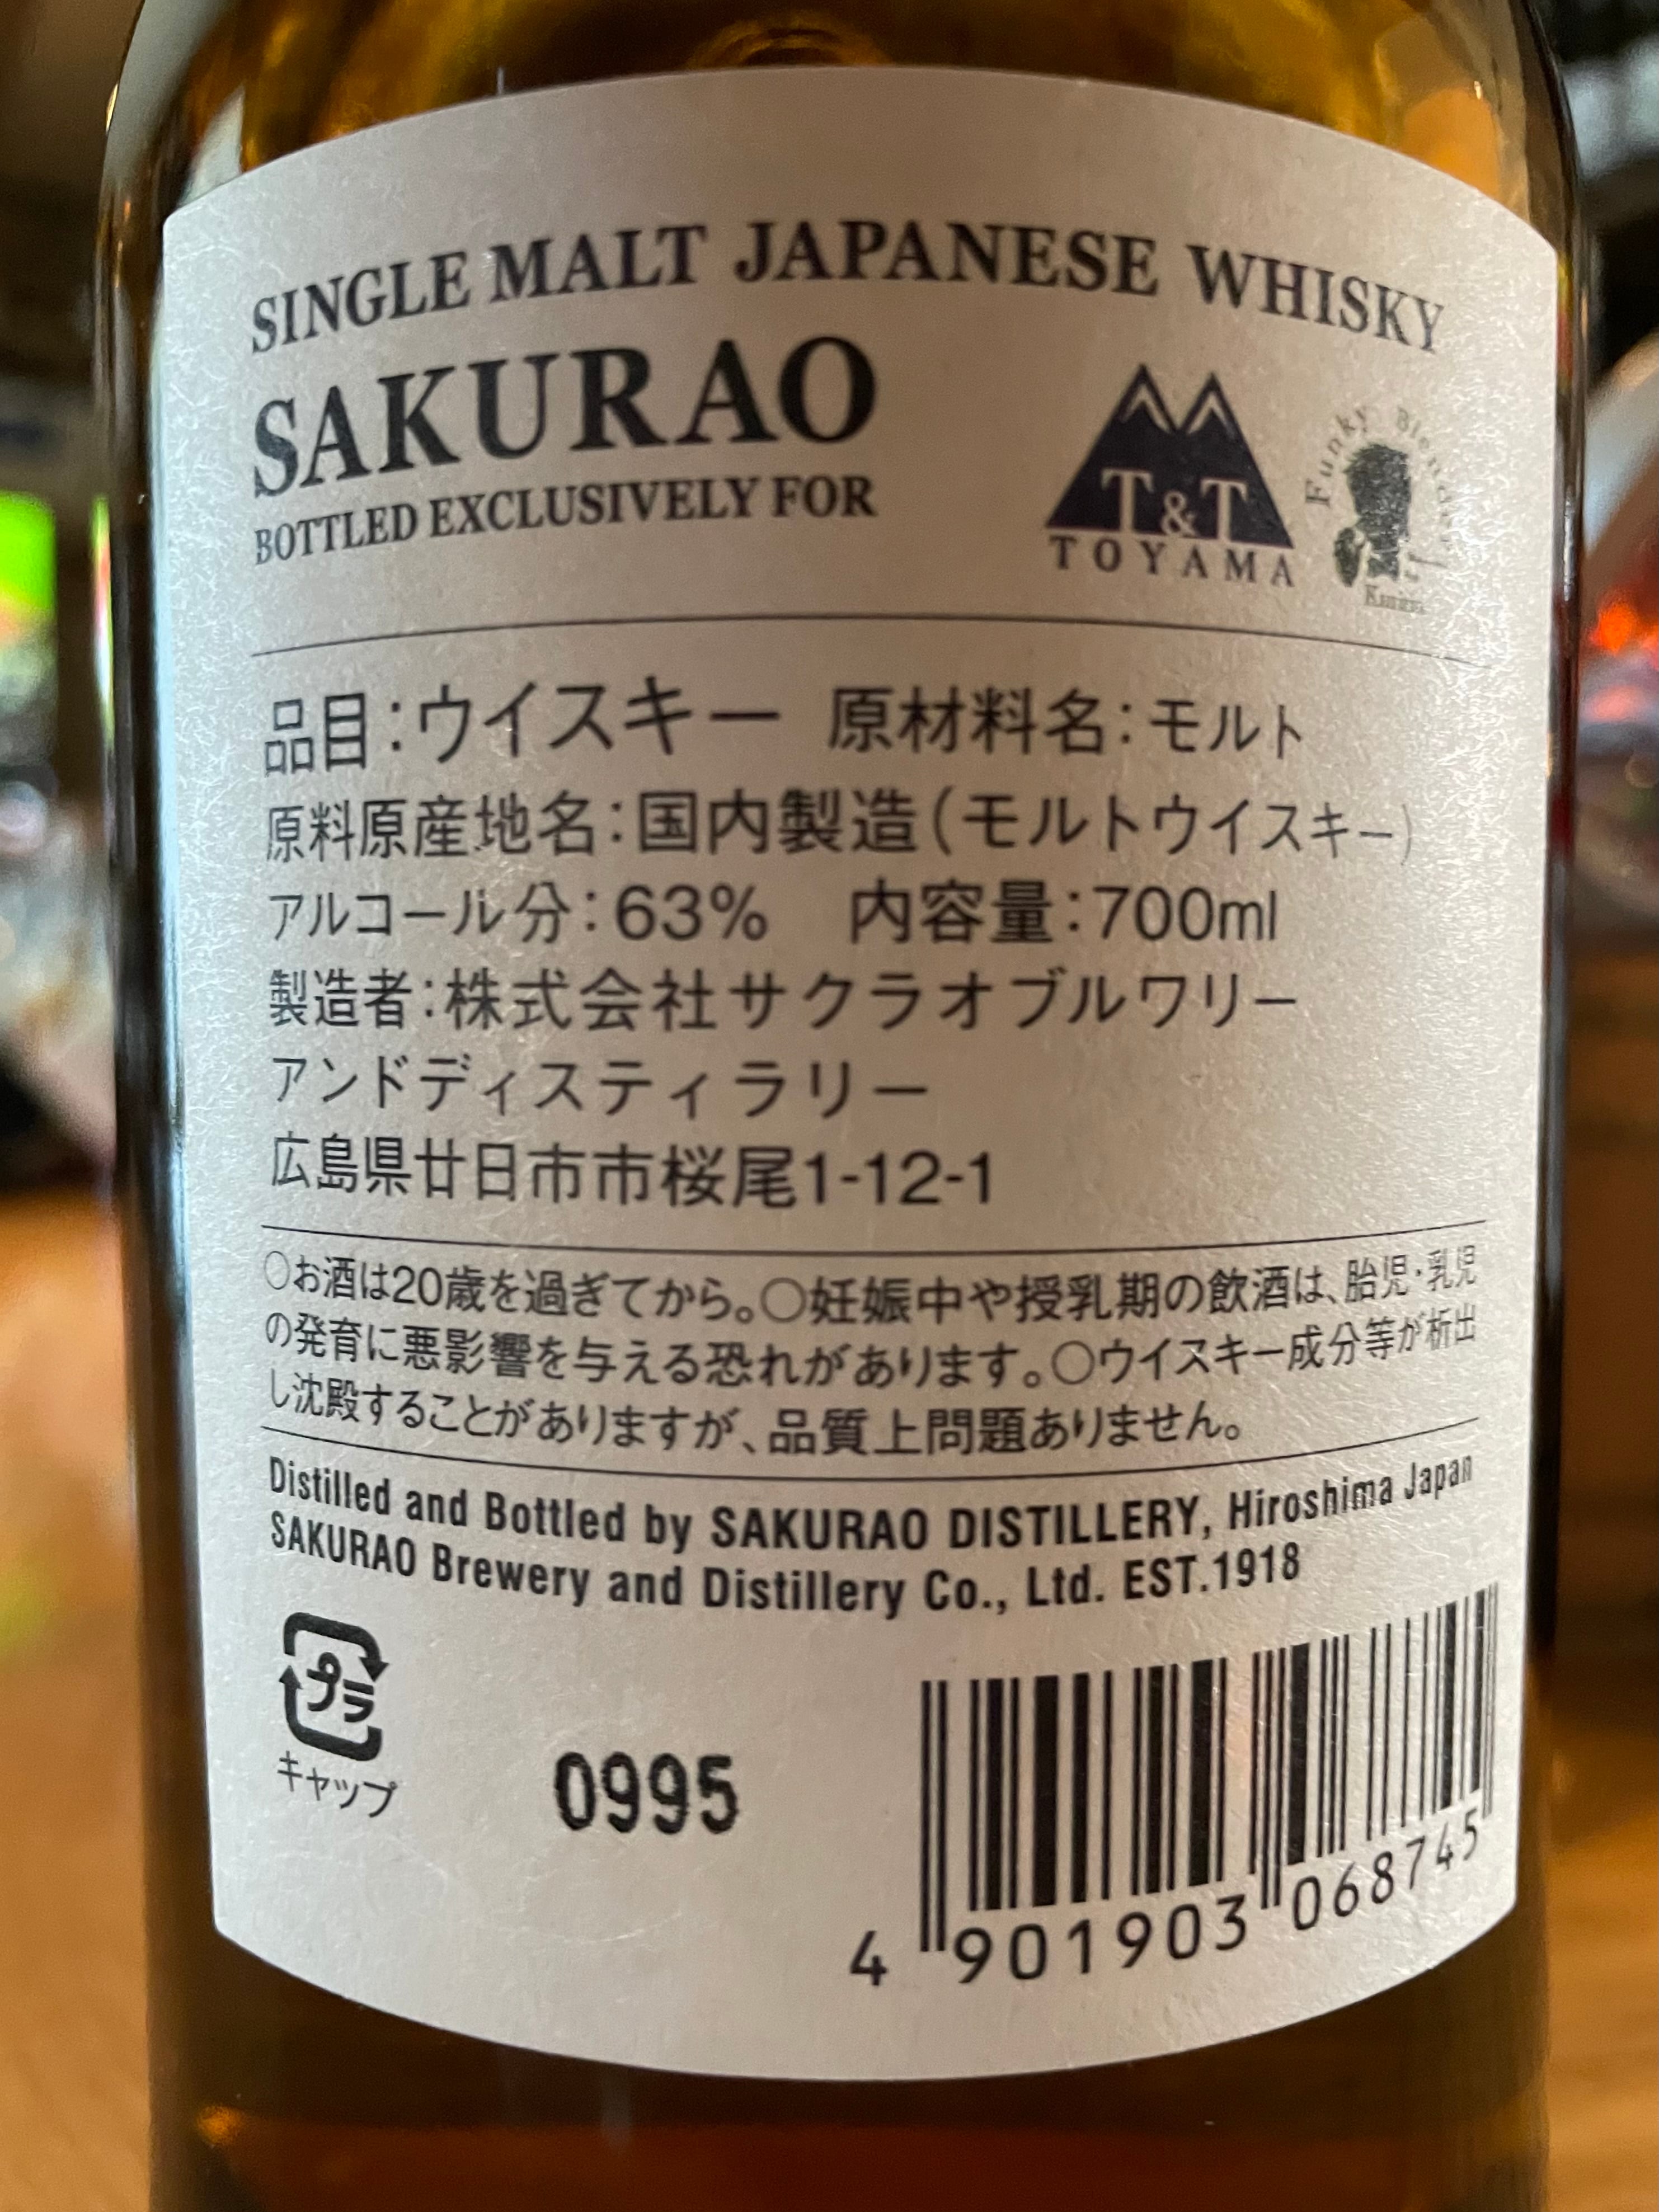 SINGLE MALT JAPANESE WHISKY
SAKURAO
BOTTLED EXCLUSIVELY FOR
T&T
TOYAMA
Funky Blender
品目：ウイスキー 原材料名：モルト
原料原産地名：国内製造（モルトウイスキー）
アルコール分：63% 内容量：700ml
製造者：株式会社サクラオブルワリー
アンドディスティラリー
広島県廿日市市桜尾1-12-1
○お酒は20歳を過ぎてから。○妊娠中や授乳期の飲酒は、胎児・乳児
の発育に悪影響を与える恐れがあります。○ウイスキー成分等が析出
し沈殿することがありますが、品質上問題ありません。
Distilled and Bottled by SAKURAO DISTILLERY, Hiroshima Japan
SAKURAO Brewery and Distillery Co., Ltd. EST.1918
プラ
キャップ
0995
4 901903 068745